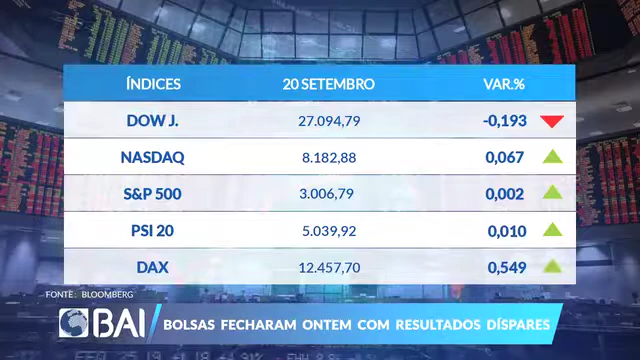 ÍNDICES 20 SETEMBRO VAR.%
DOW J. 27.094,79 -0,193
NASDAQ 8.182,88 0,067
S&P 500 3.006,79 0,002
PSI 20 5.039,92 0,010
DAX 12.457,70 0,549
FONTE: BLOOMBERG
BAI BOLSAS FECHARAM ONTEM COM RESULTADOS DÍSPARES